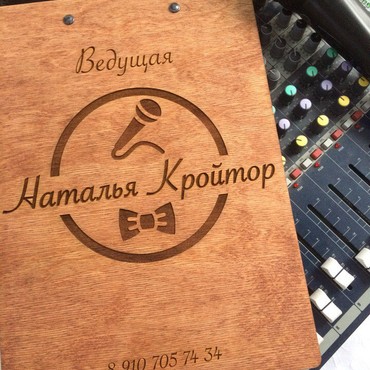 Ведущая
Наталья Кройтор
8 910 705 74 34